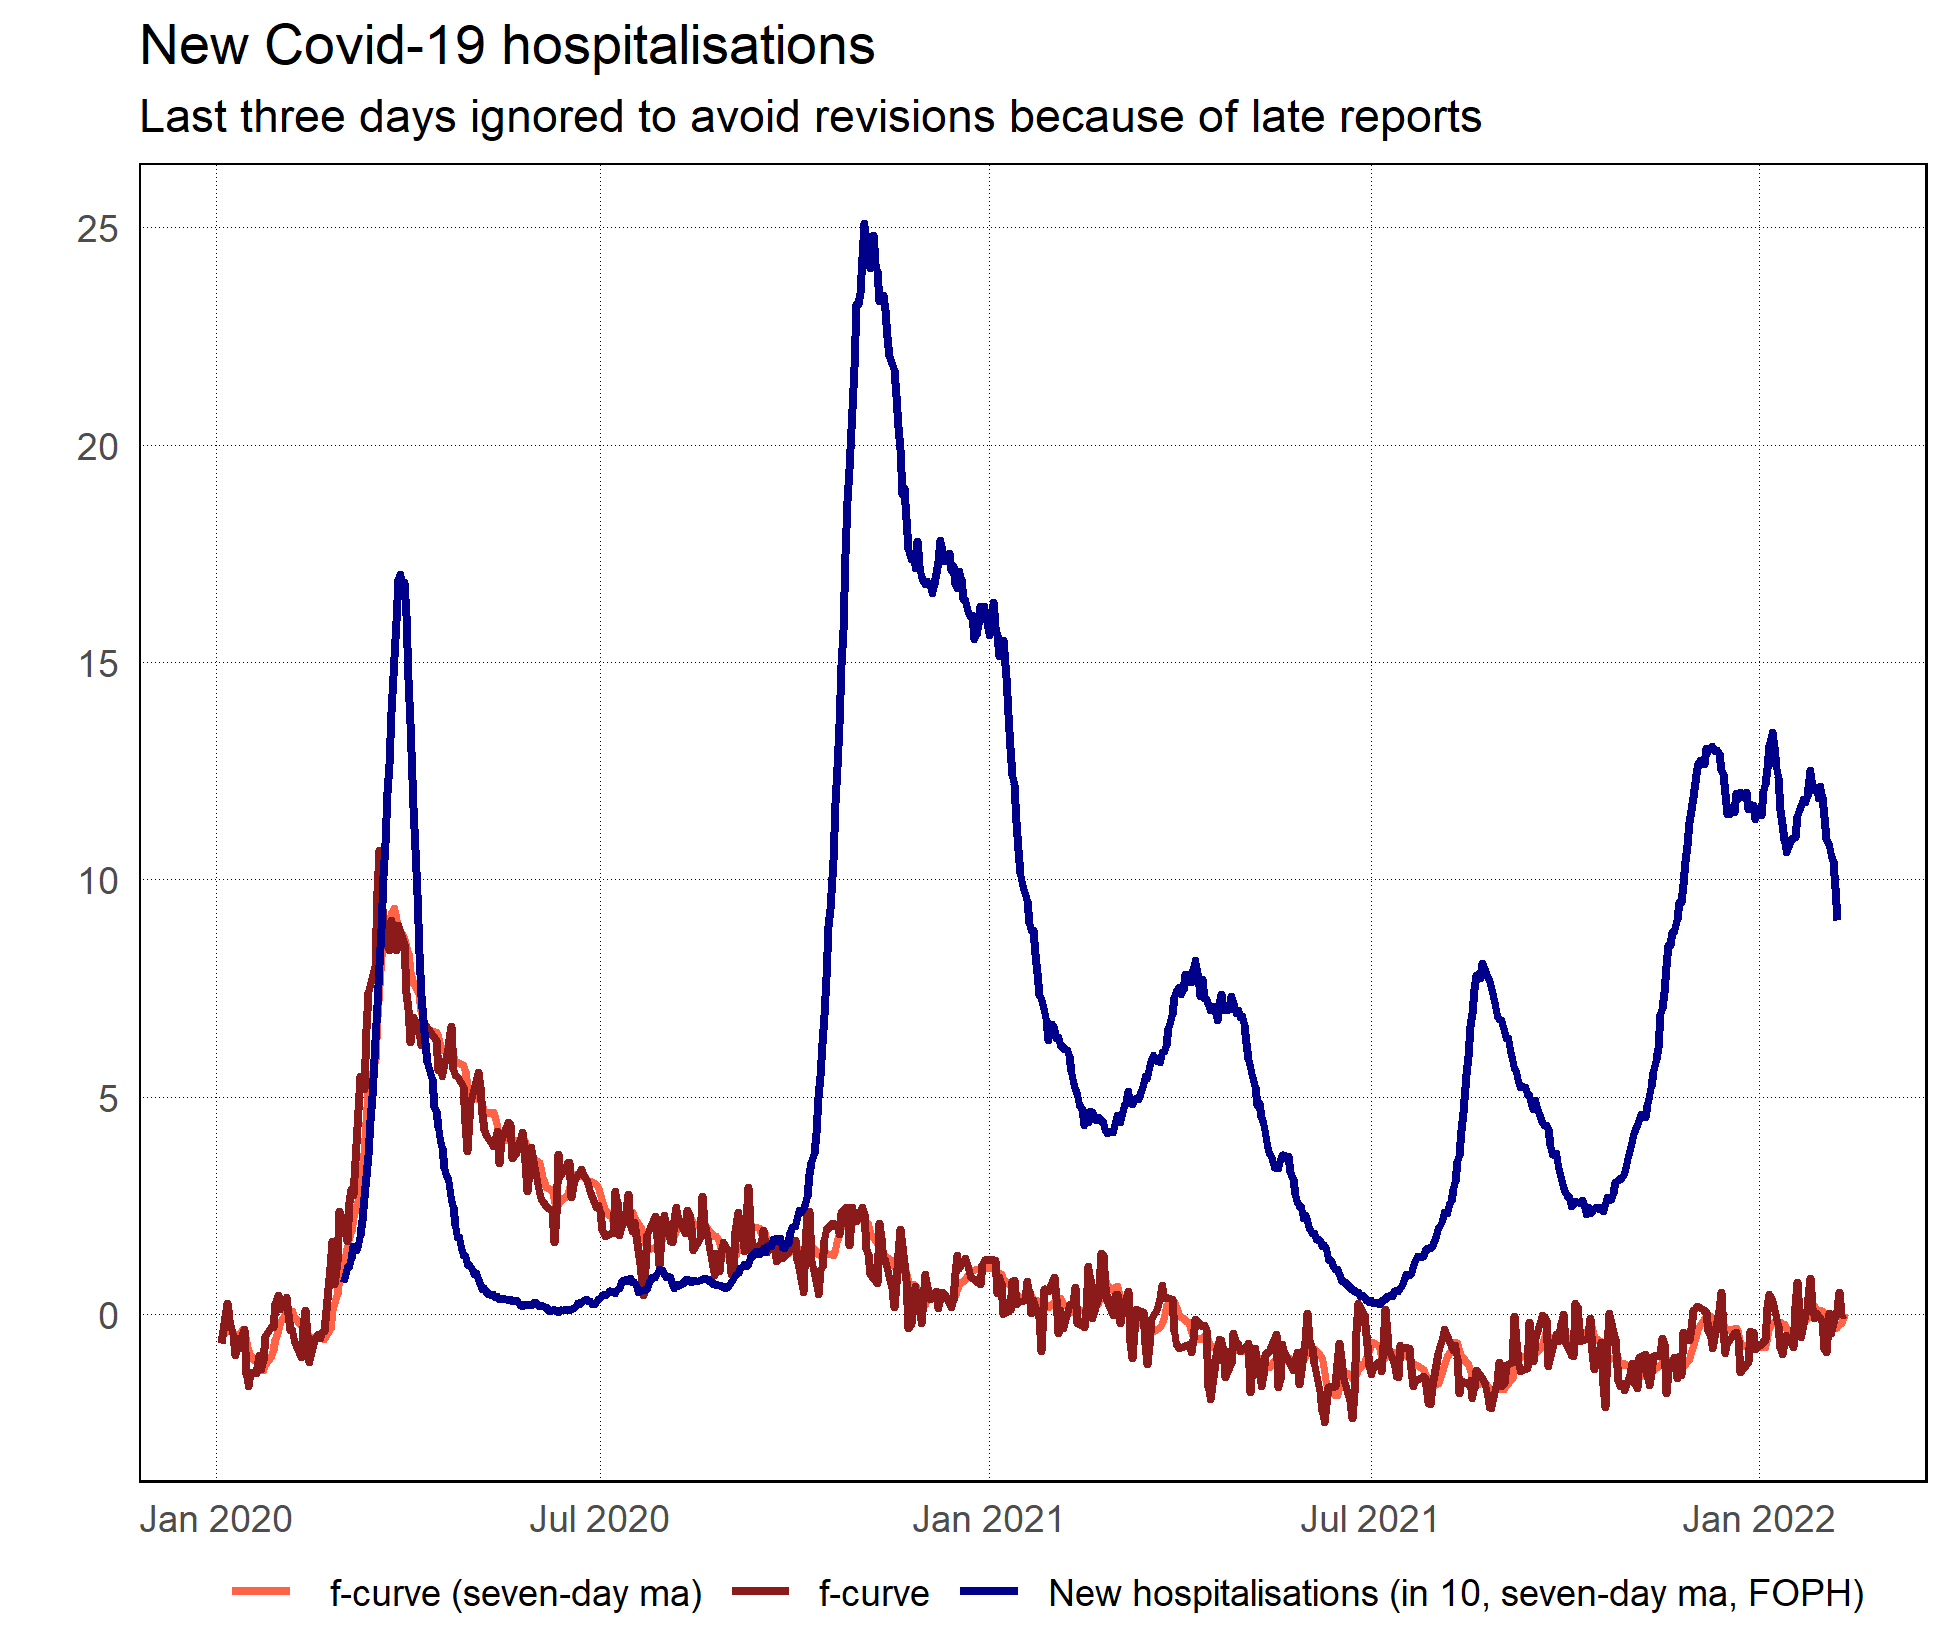 New Covid-19 hospitalisations
Last three days ignored to avoid revisions because of late reports
25
20
15
10
5
0
Jan 2020 Jul 2020 Jan 2021 Jul 2021 Jan 2022
f-curve (seven-day ma) f-curve New hospitalisations (in 10, seven-day ma, FOPH)